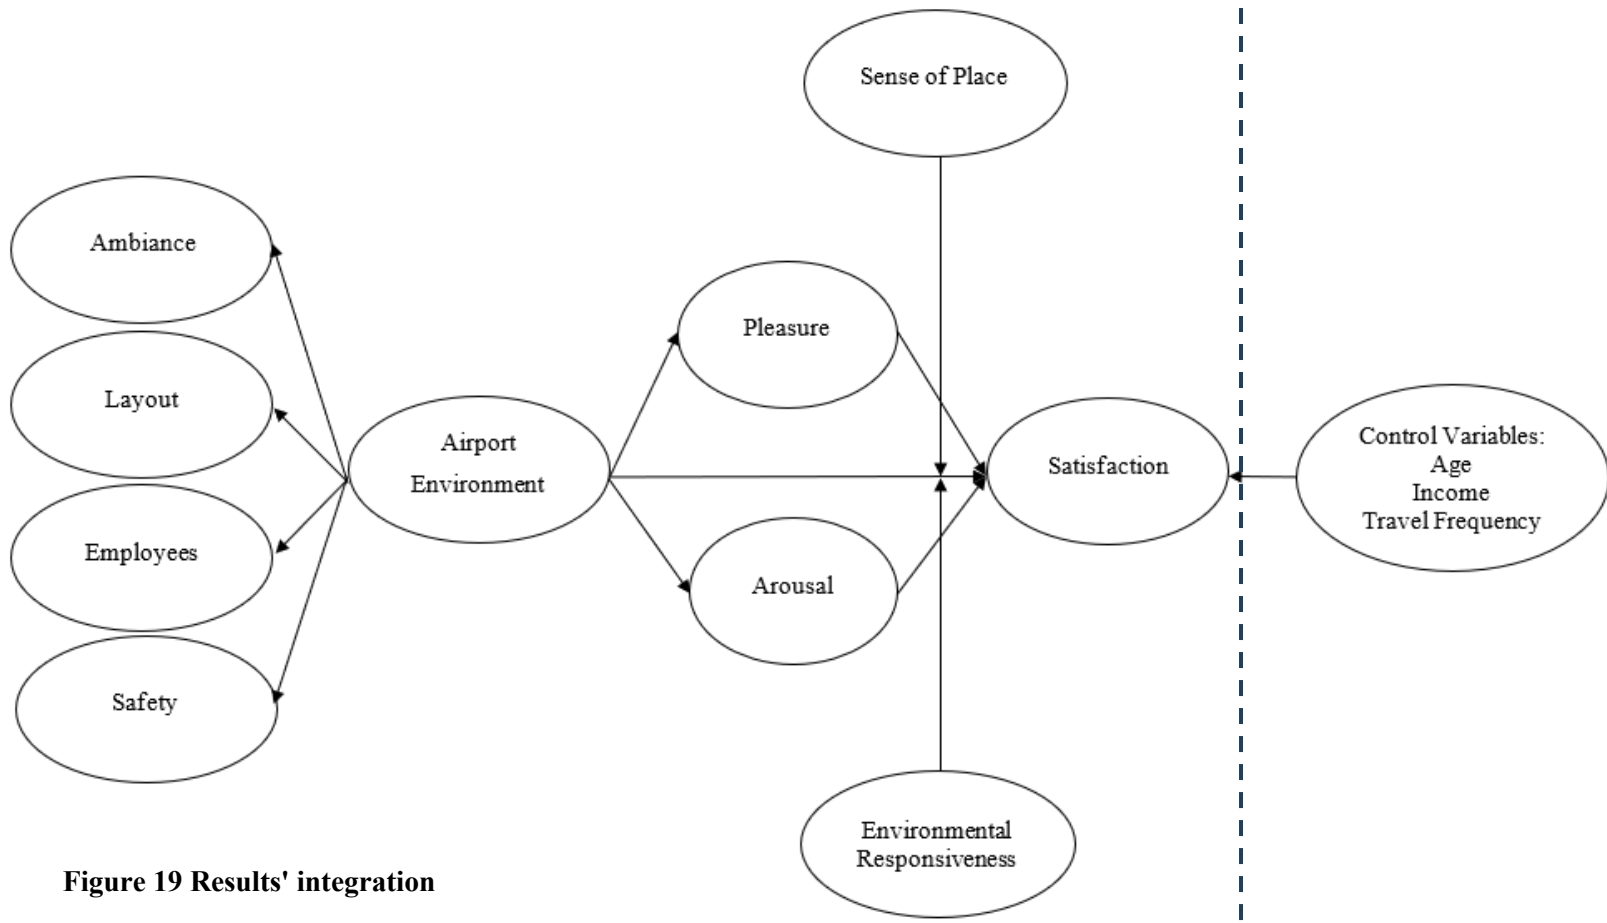 Sense of Place
Ambiance
Layout
Employees
Safety
Airport
Environment
Pleasure
Arousal
Satisfaction
Control Variables:
Age
Income
Travel Frequency
Environmental
Responsiveness
Figure 19 Results' integration